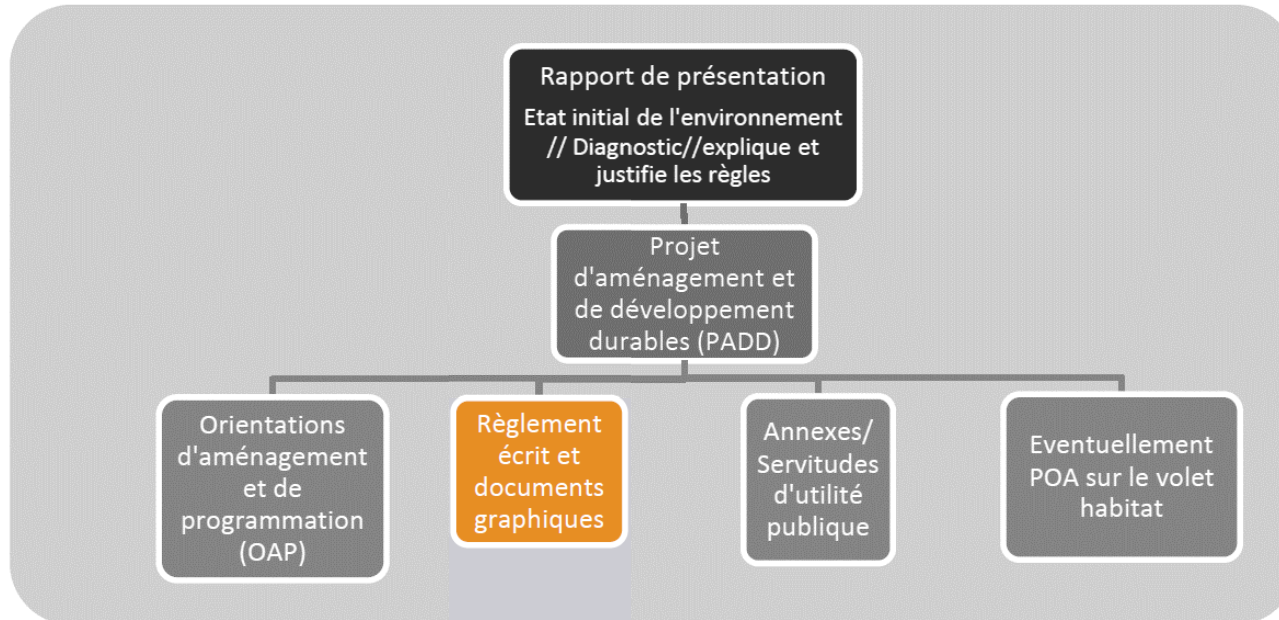 Rapport de présentation
Etat initial de l'environnement
// Diagnostic//explique et
justifie les règles
Projet
d'aménagement et
de développement
durables (PADD)
Orientations
d'aménagement
et de
programmation
(OAP)
Règlement
écrit et
documents
graphiques
Annexes/
Servitudes
d'utilité
publique
Eventuellement
POA sur le volet
habitat